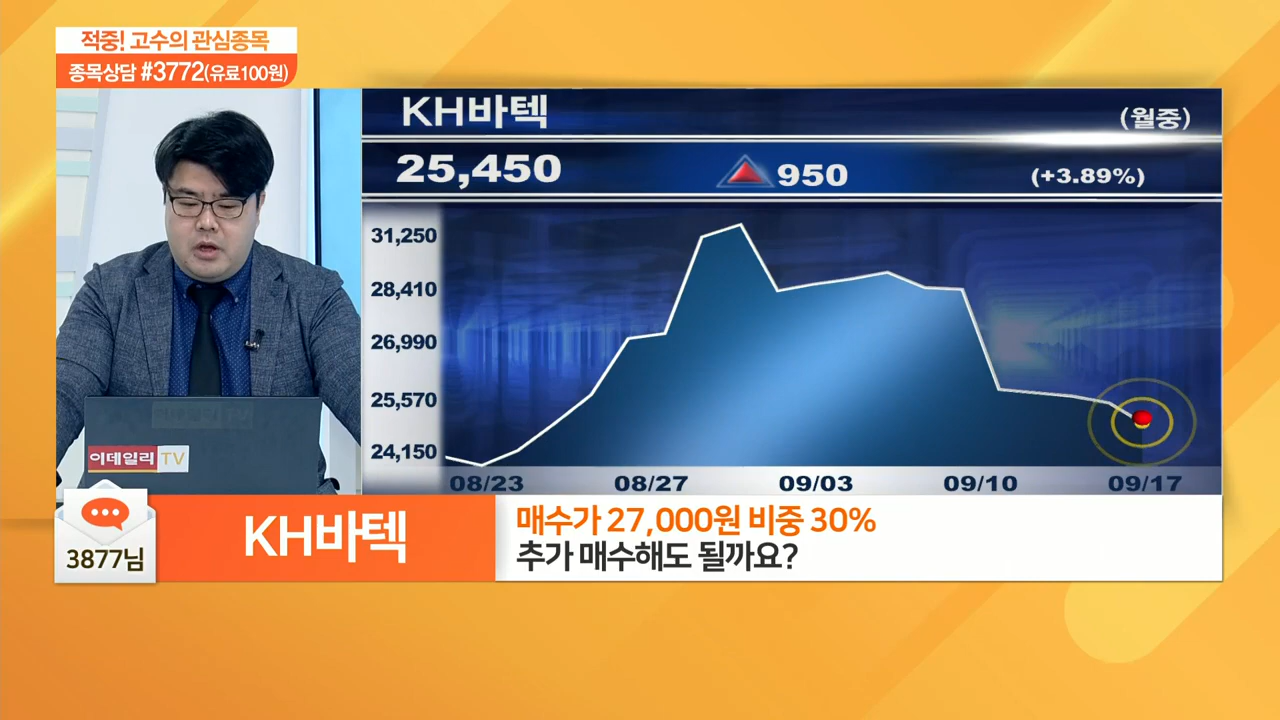 적중! 고수의 관심종목
종목상담 #3772(유료100원)
KH바텍
(월중)
25,450
950
(+3.89%)
31,250
28,410
26,990
25,570
24,150
08/23
08/27
09/03
09/10
09/17
이데일리 TV
3877님
KH바텍
매수가 27,000원 비중 30%
추가 매수해도 될까요?